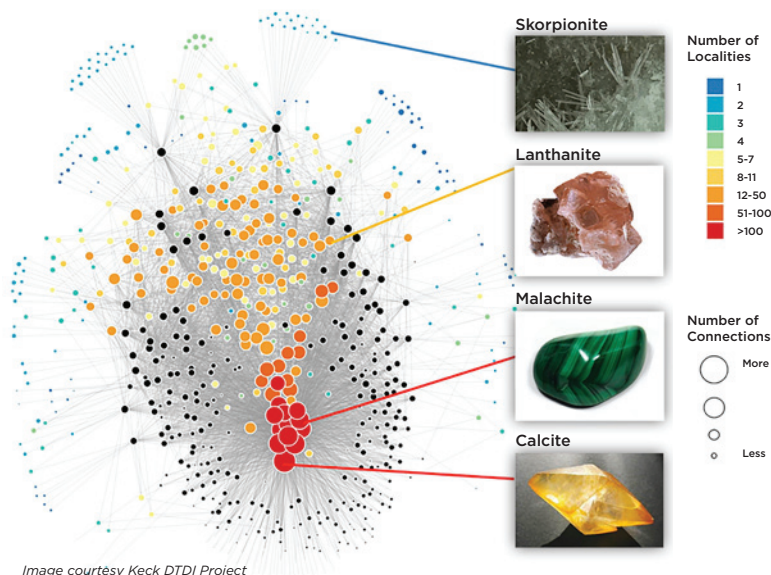 Skorpionite
Number of
Localities
1
2
3
4
5-7
8-11
12-50
51-100
>100
Lanthanite
Malachite
Number of
Connections
More
Less
Calcite
Image courtesy Keck DTDI Project